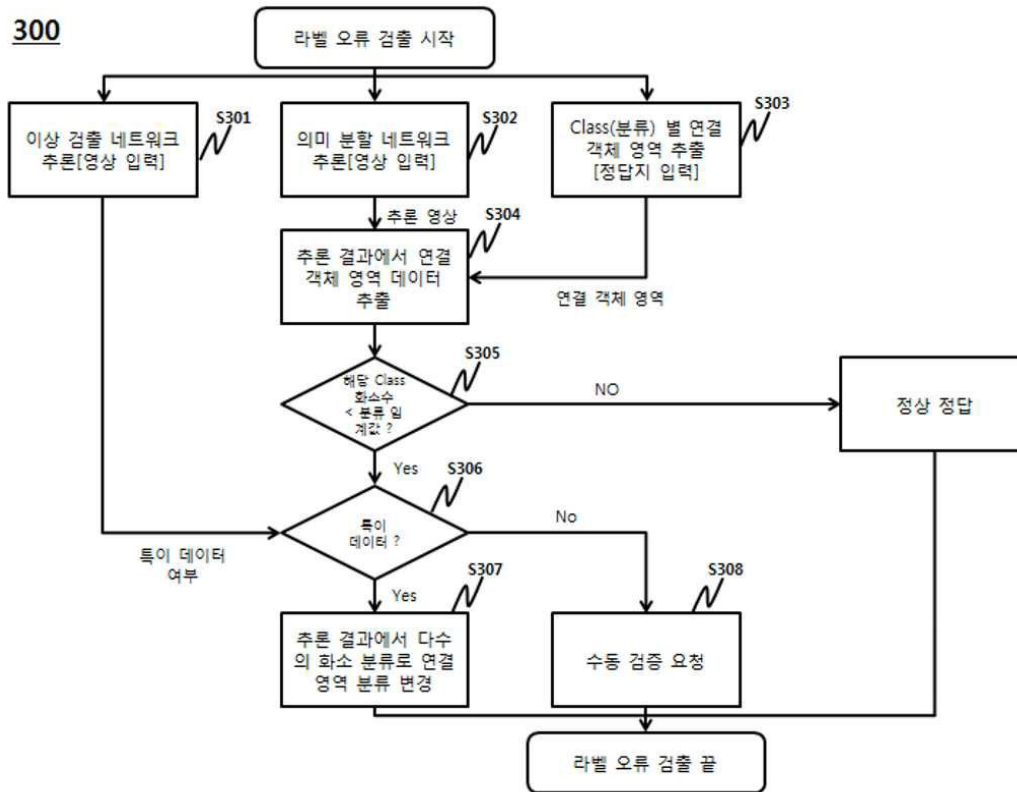 300
라벨 오류 검출 시작
S301
이상 검출 네트워크
추론[영상 입력]
S302
의미 분할 네트워크
추론[영상 입력]
S303
Class(분류) 별 연결
객체 영역 추출
[정답지 입력]
추론 영상
S304
추론 결과에서 연결
객체 영역 데이터
추출
연결 객체 영역
S305
해당 Class
화소수
< 분류 임
계값 ?
NO
정상 정답
Yes
S306
특이
데이터 ?
No
특이 데이터
여부
Yes
S307
추론 결과에서 다수
의 화소 분류로 연결
영역 분류 변경
S308
수동 검증 요청
라벨 오류 검출 끝